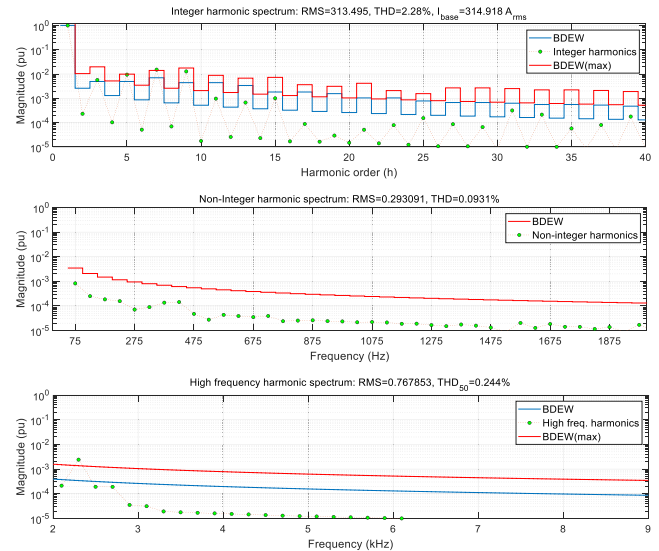 Integer harmonic spectrum: RMS=313.495, THD=2.28%, I_base=314.918 A_rms
10^0
10^-1
10^-2
10^-3
10^-4
10^-5
Magnitude (pu)
BDEW
Integer harmonics
BDEW(max)
0 5 10 15 20 25 30 35 40
Harmonic order (h)
Non-Integer harmonic spectrum: RMS=0.293091, THD=0.0931%
10^0
10^-1
10^-2
10^-3
10^-4
10^-5
Magnitude (pu)
BDEW
Non-integer harmonics
75 275 475 675 875 1075 1275 1475 1675 1875
Frequency (Hz)
High frequency harmonic spectrum: RMS=0.767853, THD_50=0.244%
10^0
10^-1
10^-2
10^-3
10^-4
10^-5
Magnitude (pu)
BDEW
High freq. harmonics
BDEW(max)
2 3 4 5 6 7 8 9
Frequency (kHz)